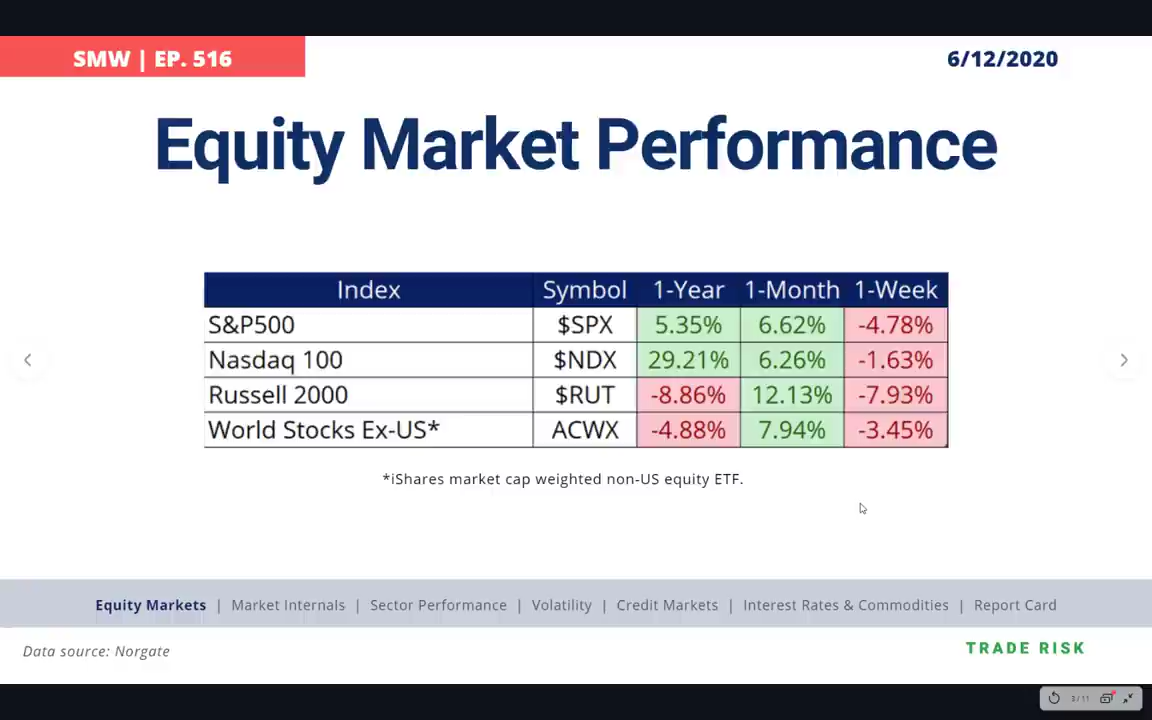 SMW | EP. 516
6/12/2020
Equity Market Performance
Index Symbol 1-Year 1-Month 1-Week
S&P500 $SPX 5.35% 6.62% -4.78%
Nasdaq 100 $NDX 29.21% 6.26% -1.63%
Russell 2000 $RUT -8.86% 12.13% -7.93%
World Stocks Ex-US* ACWX -4.88% 7.94% -3.45%
*iShares market cap weighted non-US equity ETF.
Equity Markets | Market Internals | Sector Performance | Volatility | Credit Markets | Interest Rates & Commodities | Report Card
Data source: Norgate
TRADE RISK
3 / 11